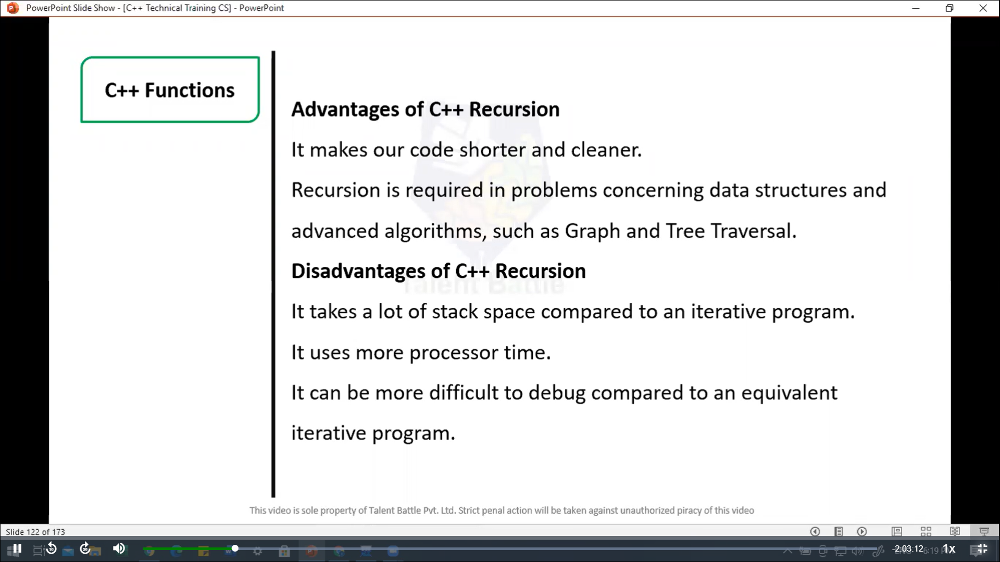 PowerPoint Slide Show - [C++ Technical Training CS] - PowerPoint
C++ Functions
Advantages of C++ Recursion
It makes our code shorter and cleaner.
Recursion is required in problems concerning data structures and
advanced algorithms, such as Graph and Tree Traversal.
Disadvantages of C++ Recursion
It takes a lot of stack space compared to an iterative program.
It uses more processor time.
It can be more difficult to debug compared to an equivalent
iterative program.
Talent Battle
This video is sole property of Talent Battle Pvt. Ltd. Strict penal action will be taken against unauthorized piracy of this video
Slide 122 of 173
10
30
-2:03:12
1x